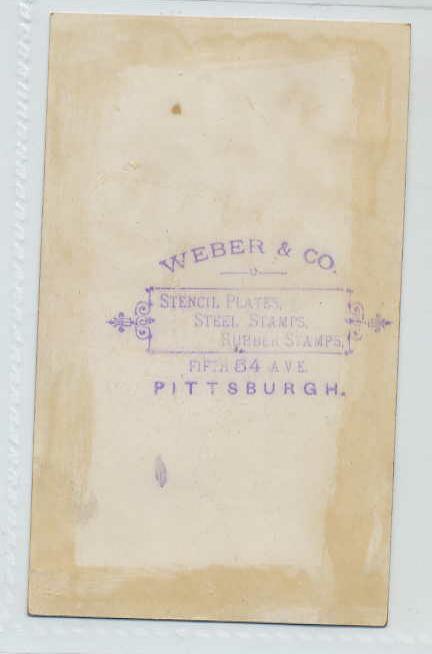 WEBER & CO.
STENCIL PLATES,
STEEL STAMPS,
RUBBER STAMPS,
FIFTH 54 AVE
PITTSBURGH.